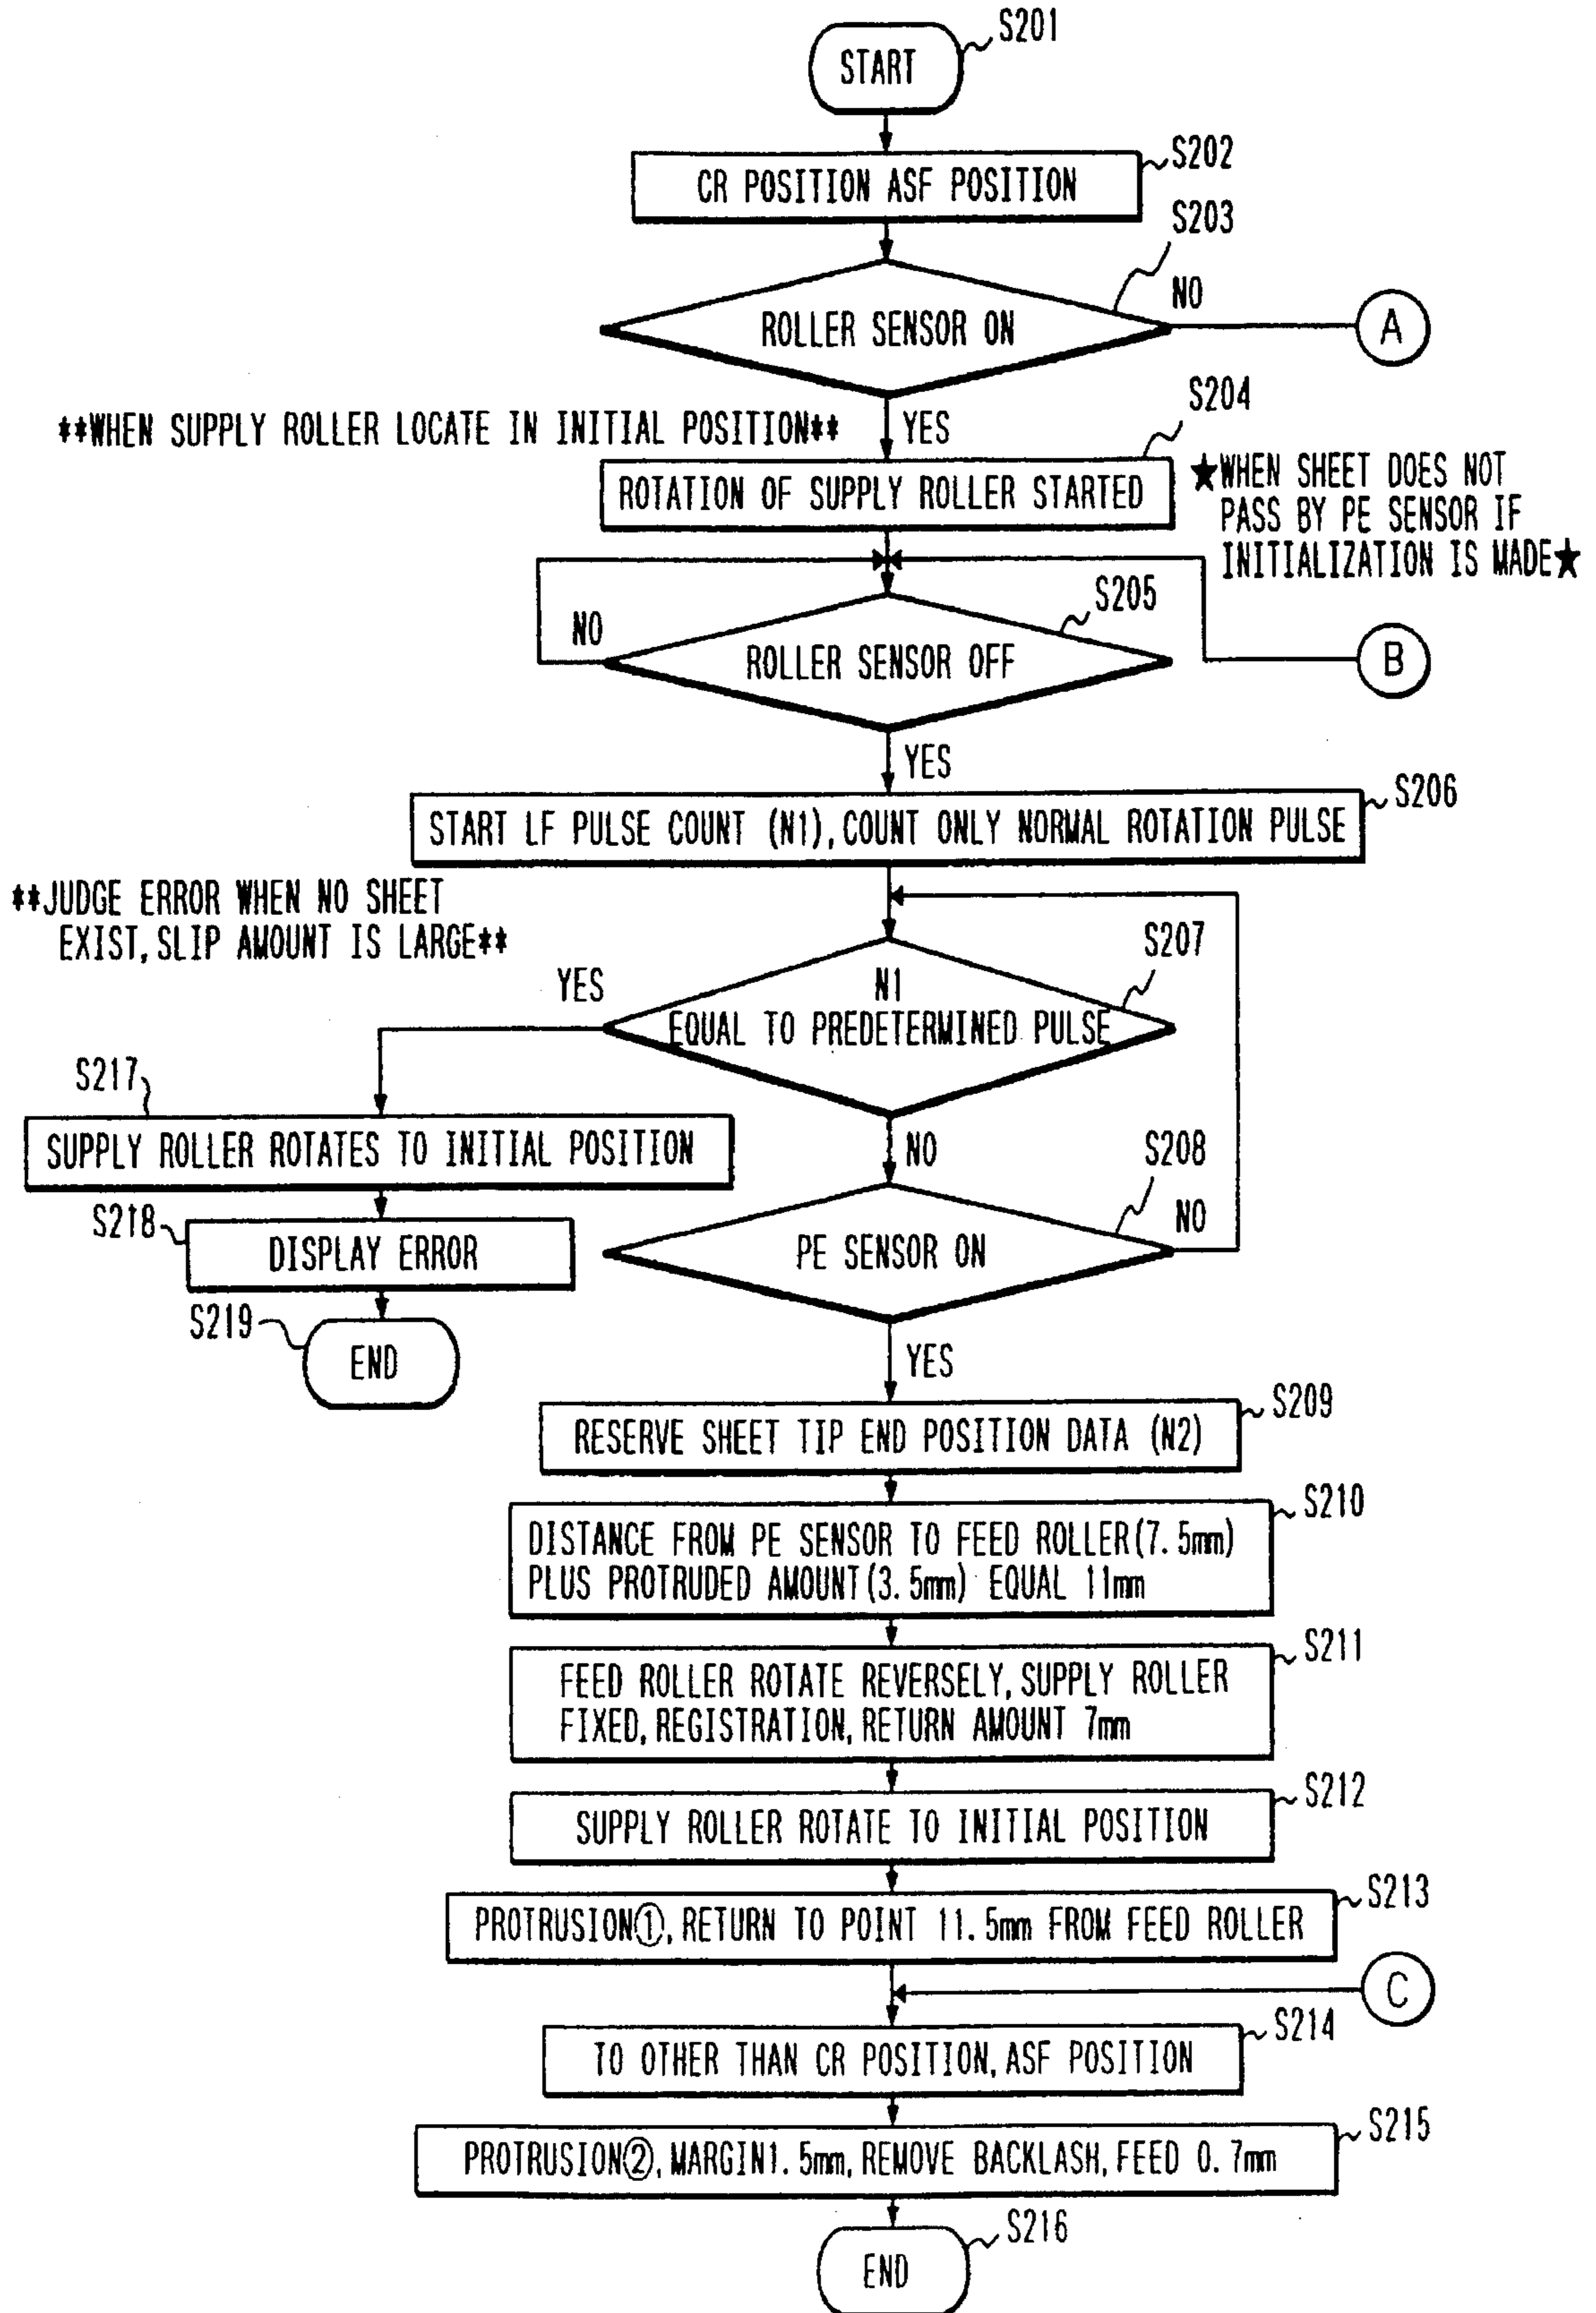 START
S201
CR POSITION ASF POSITION
S202
S203
ROLLER SENSOR ON
NO
A
**WHEN SUPPLY ROLLER LOCATE IN INITIAL POSITION**
YES
S204
ROTATION OF SUPPLY ROLLER STARTED
★WHEN SHEET DOES NOT
PASS BY PE SENSOR IF
INITIALIZATION IS MADE★
S205
NO
ROLLER SENSOR OFF
B
YES
S206
START LF PULSE COUNT (N1), COUNT ONLY NORMAL ROTATION PULSE
**JUDGE ERROR WHEN NO SHEET
EXIST, SLIP AMOUNT IS LARGE**
S207
YES
N1
EQUAL TO PREDETERMINED PULSE
S217
SUPPLY ROLLER ROTATES TO INITIAL POSITION
NO
S208
S218
DISPLAY ERROR
PE SENSOR ON
NO
S219
END
YES
S209
RESERVE SHEET TIP END POSITION DATA (N2)
S210
DISTANCE FROM PE SENSOR TO FEED ROLLER(7.5mm)
PLUS PROTRUDED AMOUNT(3.5mm) EQUAL 11mm
S211
FEED ROLLER ROTATE REVERSELY, SUPPLY ROLLER
FIXED, REGISTRATION, RETURN AMOUNT 7mm
S212
SUPPLY ROLLER ROTATE TO INITIAL POSITION
S213
PROTRUSION①, RETURN TO POINT 11.5mm FROM FEED ROLLER
C
S214
TO OTHER THAN CR POSITION, ASF POSITION
S215
PROTRUSION②, MARGIN1.5mm, REMOVE BACKLASH, FEED 0.7mm
S216
END